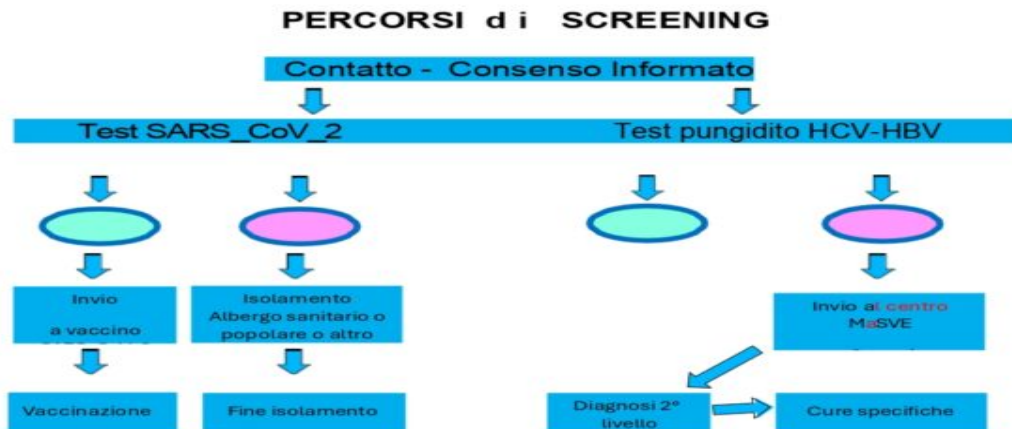 PERCORSI d i SCREENING
Contatto - Consenso Informato
Test SARS_CoV_2
Test pungidito HCV-HBV
Invio
a vaccino
Isolamento
Albergo sanitario o
popolare o altro
Invio al centro
MaSVE
Vaccinazione
Fine isolamento
Diagnosi 2°
livello
Cure specifiche